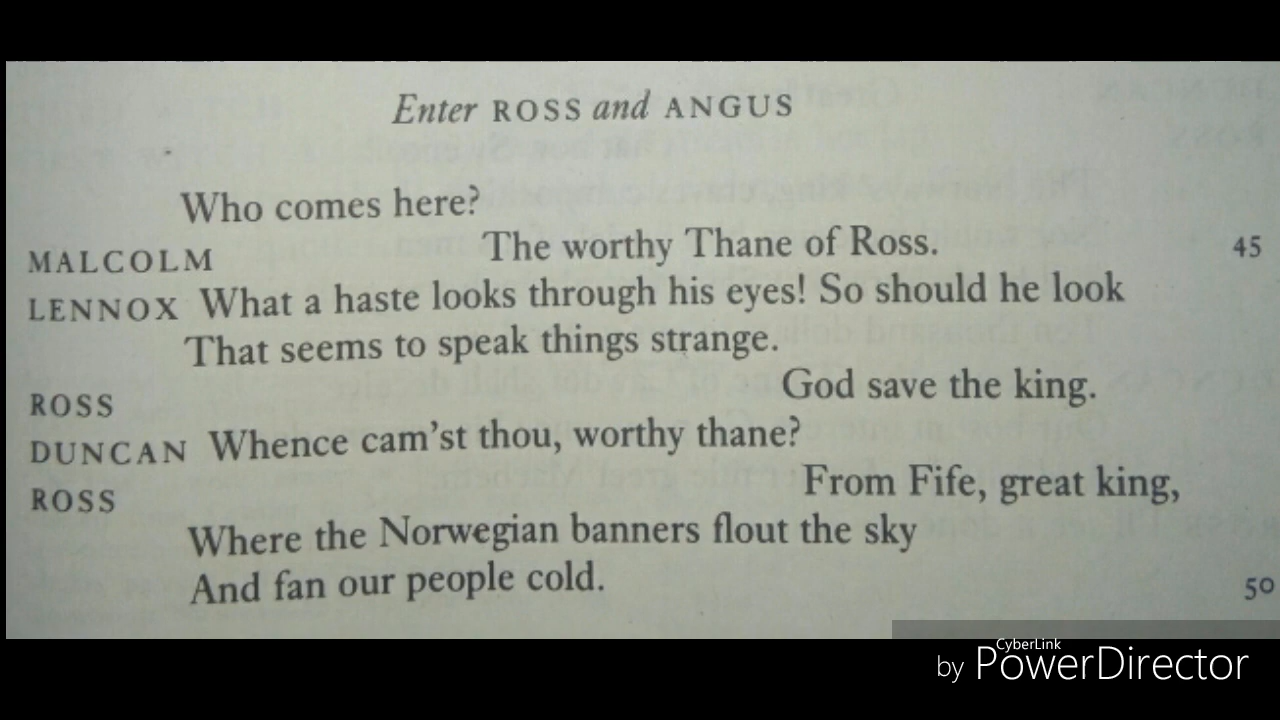 Enter ROSS and ANGUS
Who comes here?
MALCOLM The worthy Thane of Ross. 45
LENNOX What a haste looks through his eyes! So should he look
That seems to speak things strange.
ROSS God save the king.
DUNCAN Whence cam'st thou, worthy thane?
ROSS From Fife, great king,
Where the Norwegian banners flout the sky
And fan our people cold. 50
CyberLink
by PowerDirector